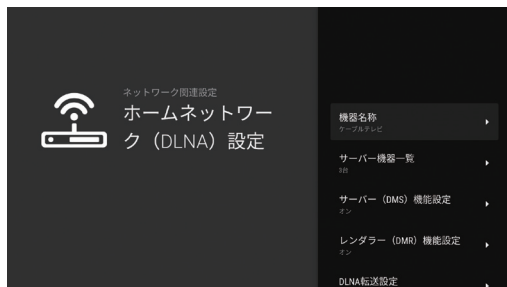 ネットワーク関連設定
ホームネットワー
ク（DLNA）設定
機器名称
ケーブルテレビ
サーバー機器一覧
2台
サーバー（DMS）機能設定
オン
レンダラー（DMR）機能設定
オン
DLNA転送設定